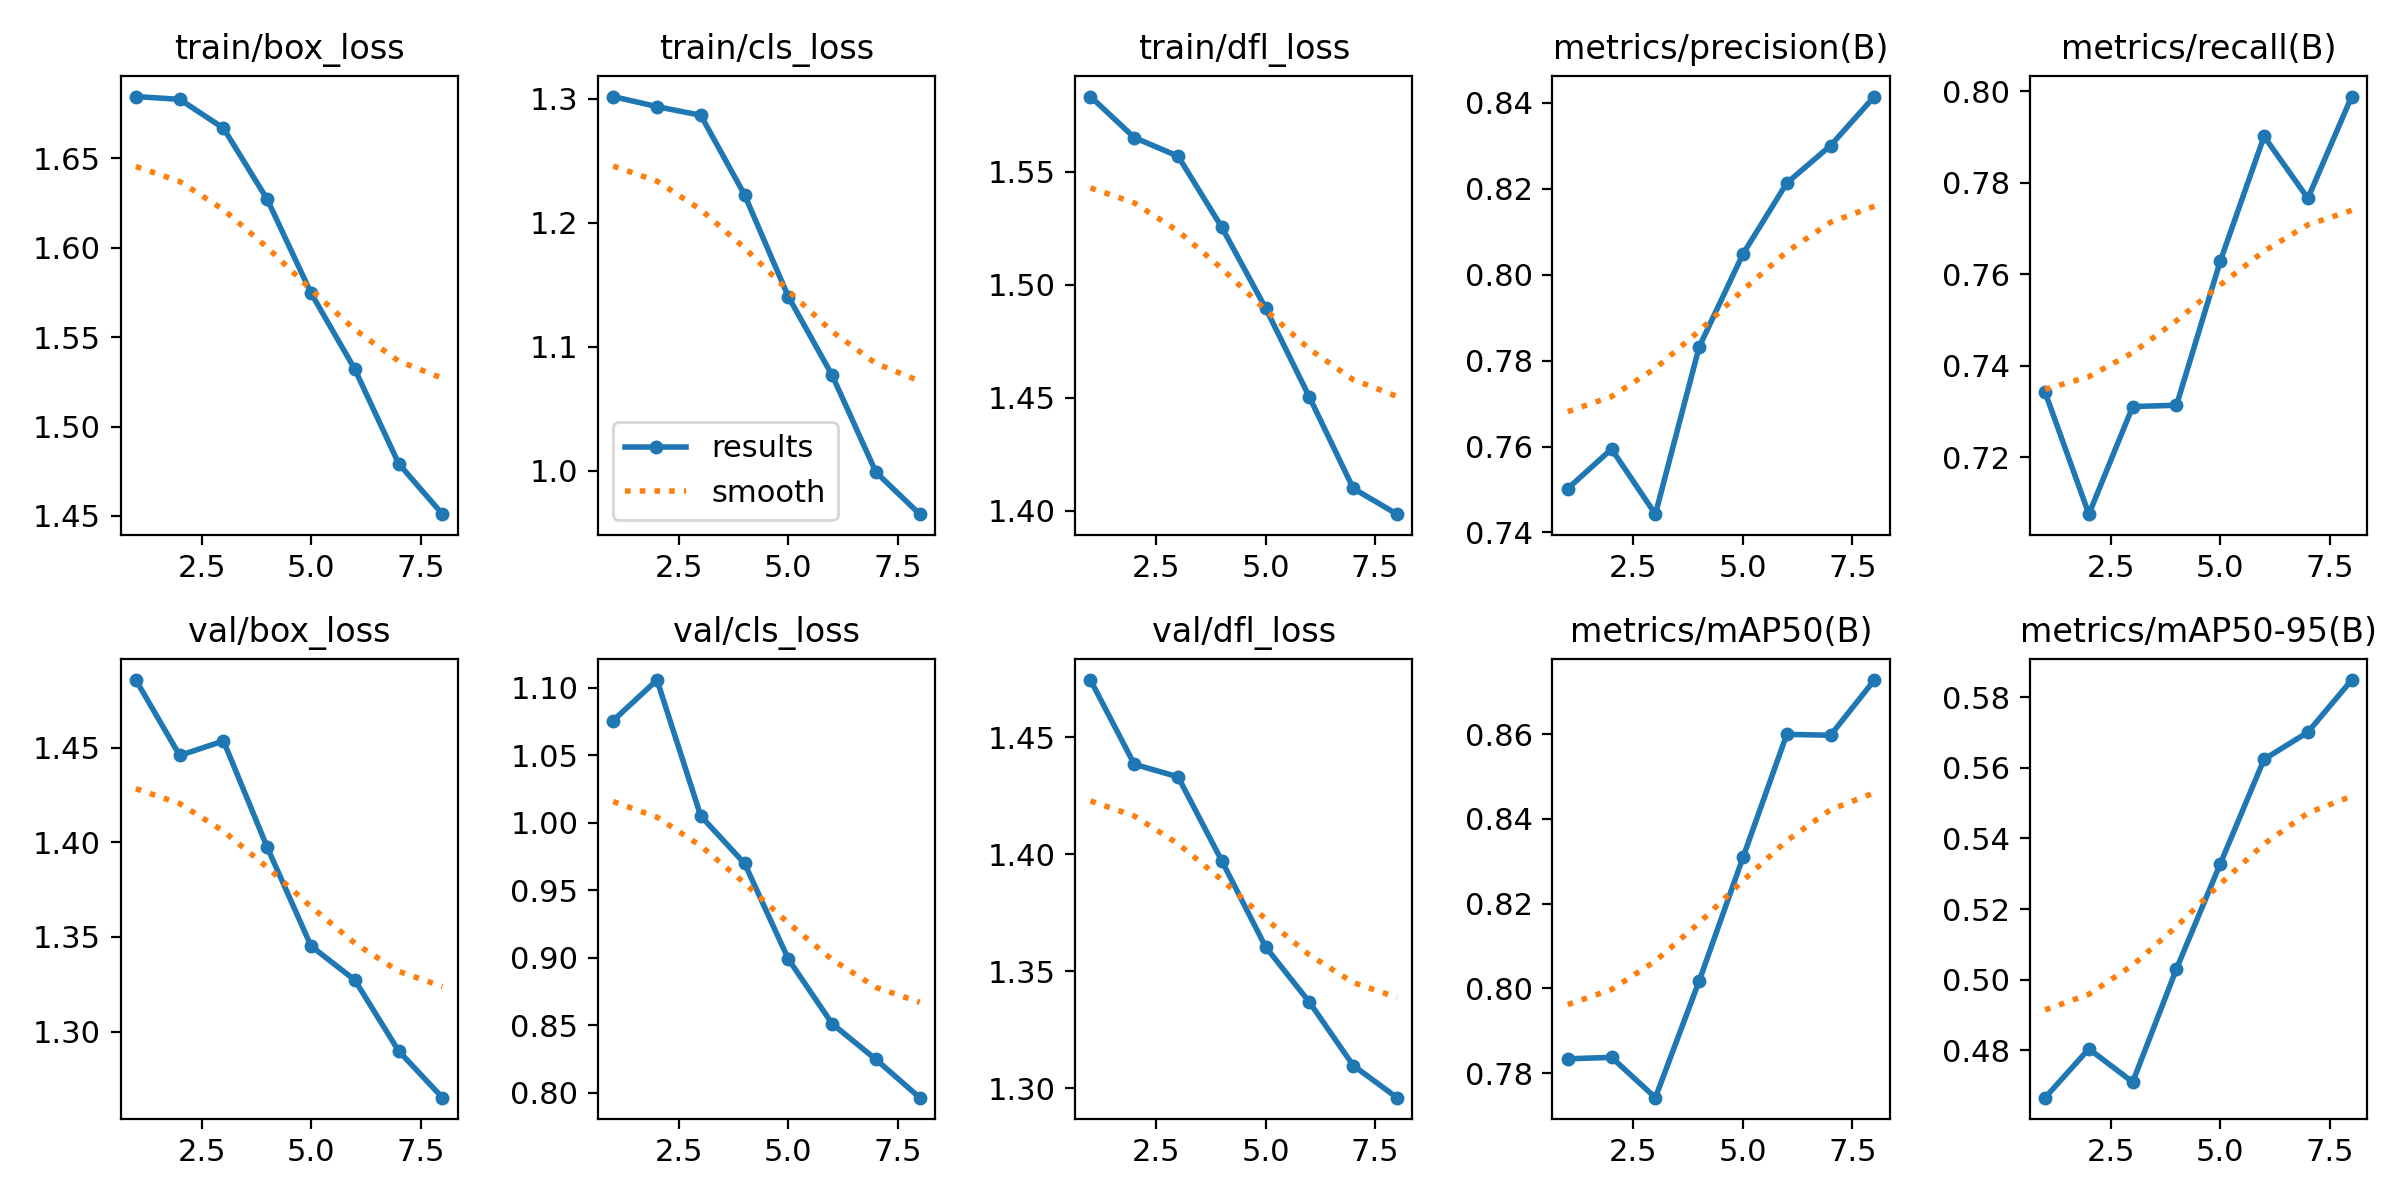 train/box_loss
train/cls_loss
train/dfl_loss
metrics/precision(B)
metrics/recall(B)
1.65
1.60
1.55
1.50
1.45
2.5 5.0 7.5
1.3
1.2
1.1
1.0
results
smooth
2.5 5.0 7.5
1.55
1.50
1.45
1.40
2.5 5.0 7.5
0.84
0.82
0.80
0.78
0.76
0.74
2.5 5.0 7.5
0.80
0.78
0.76
0.74
0.72
2.5 5.0 7.5
val/box_loss
val/cls_loss
val/dfl_loss
metrics/mAP50(B)
metrics/mAP50-95(B)
1.45
1.40
1.35
1.30
2.5 5.0 7.5
1.10
1.05
1.00
0.95
0.90
0.85
0.80
2.5 5.0 7.5
1.45
1.40
1.35
1.30
2.5 5.0 7.5
0.86
0.84
0.82
0.80
0.78
2.5 5.0 7.5
0.58
0.56
0.54
0.52
0.50
0.48
2.5 5.0 7.5